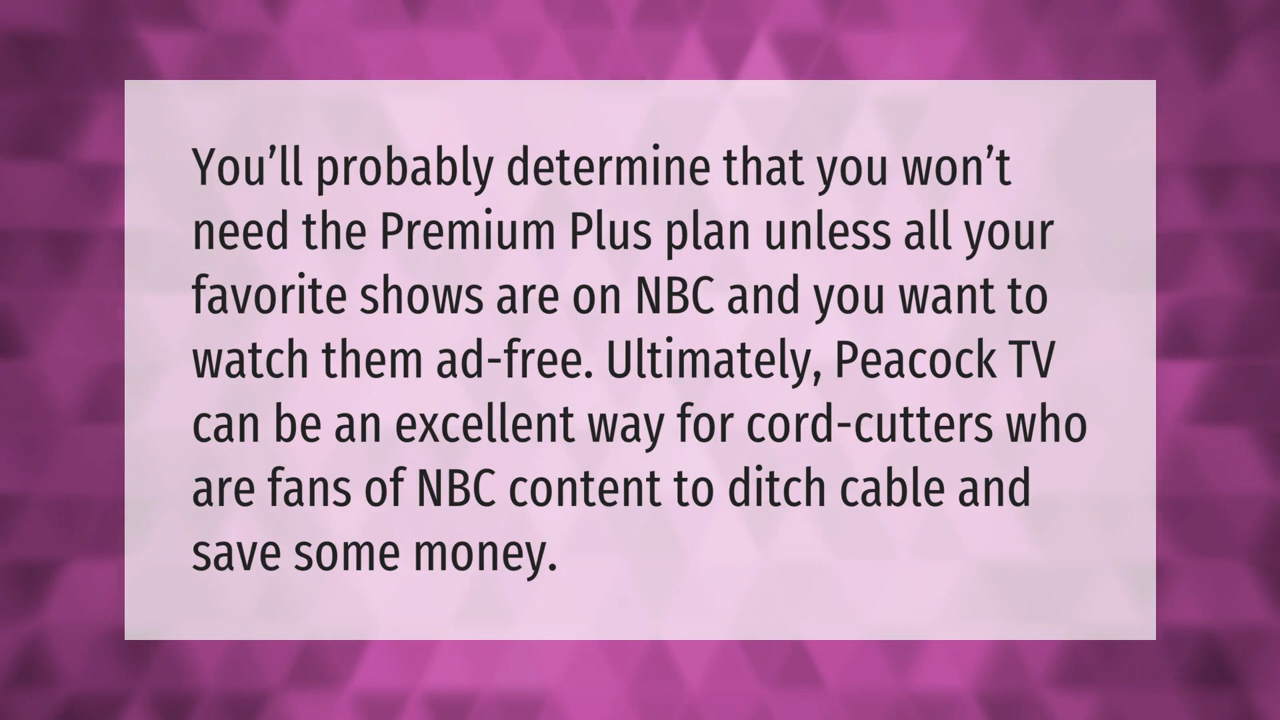 You’ll probably determine that you won’t
need the Premium Plus plan unless all your
favorite shows are on NBC and you want to
watch them ad-free. Ultimately, Peacock TV
can be an excellent way for cord-cutters who
are fans of NBC content to ditch cable and
save some money.